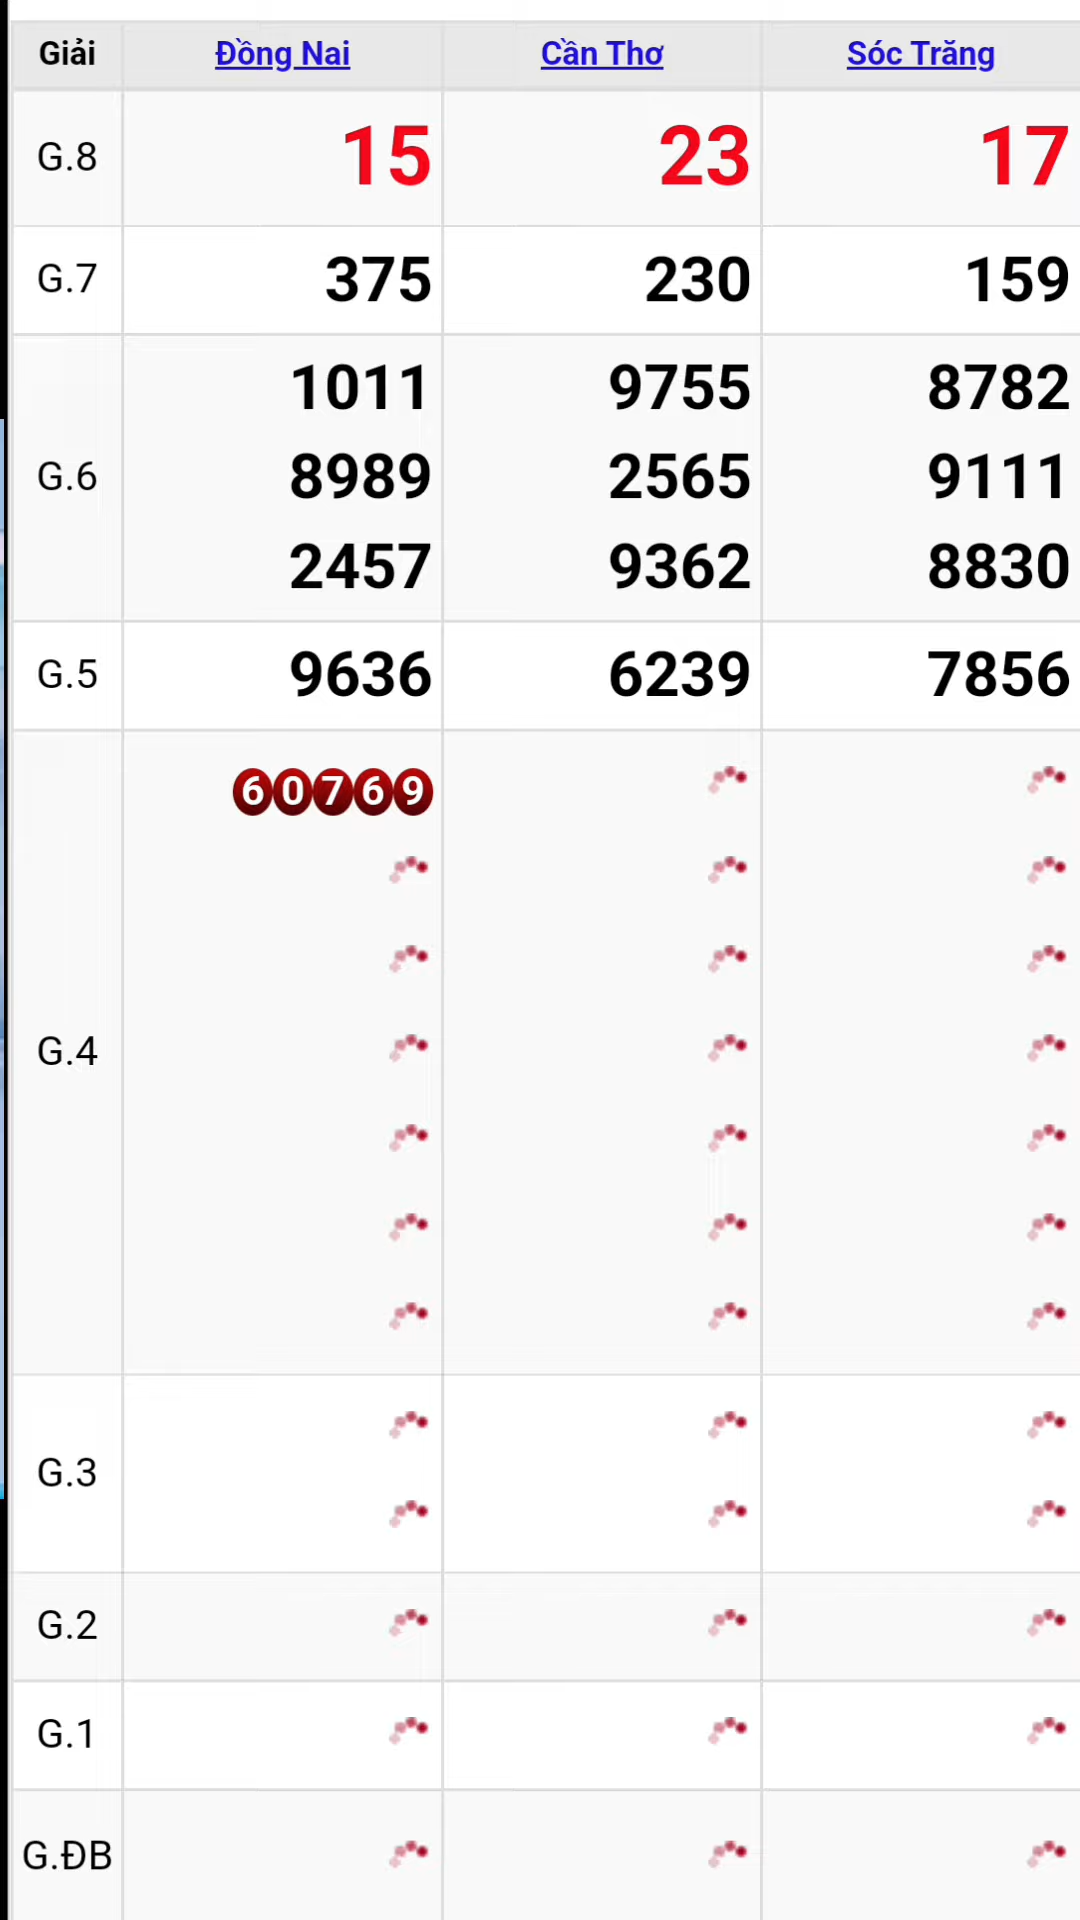 Giải Đồng Nai Cần Thơ Sóc Trăng
G.8 15 23 17
G.7 375 230 159
1011 9755 8782
G.6 8989 2565 9111
2457 9362 8830
G.5 9636 6239 7856
60769
G.4
G.3
G.2
G.1
G.ĐB